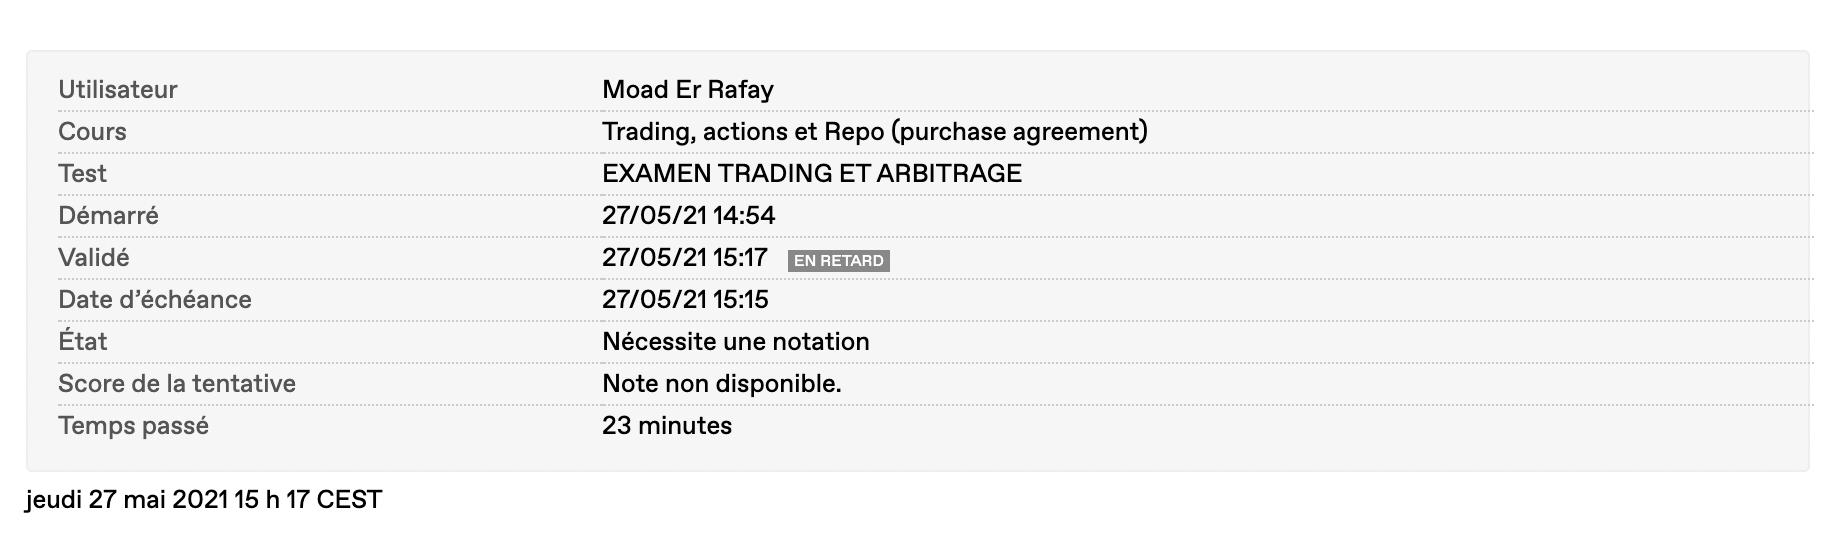 Utilisateur Moad Er Rafay
Cours Trading, actions et Repo (purchase agreement)
Test EXAMEN TRADING ET ARBITRAGE
Démarré 27/05/21 14:54
Validé 27/05/21 15:17 EN RETARD
Date d’échéance 27/05/21 15:15
État Nécessite une notation
Score de la tentative Note non disponible.
Temps passé 23 minutes
jeudi 27 mai 2021 15 h 17 CEST